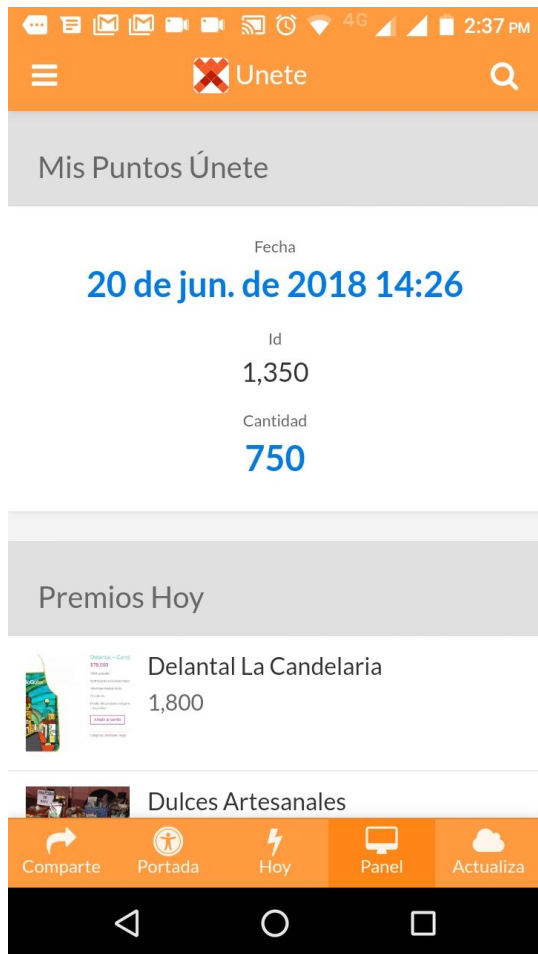 4G 2:37 PM
Unete
Mis Puntos Únete
Fecha
20 de jun. de 2018 14:26
Id
1,350
Cantidad
750
Premios Hoy
Delantal La Candelaria
1,800
Dulces Artesanales
Comparte Portada Hoy Panel Actualiza